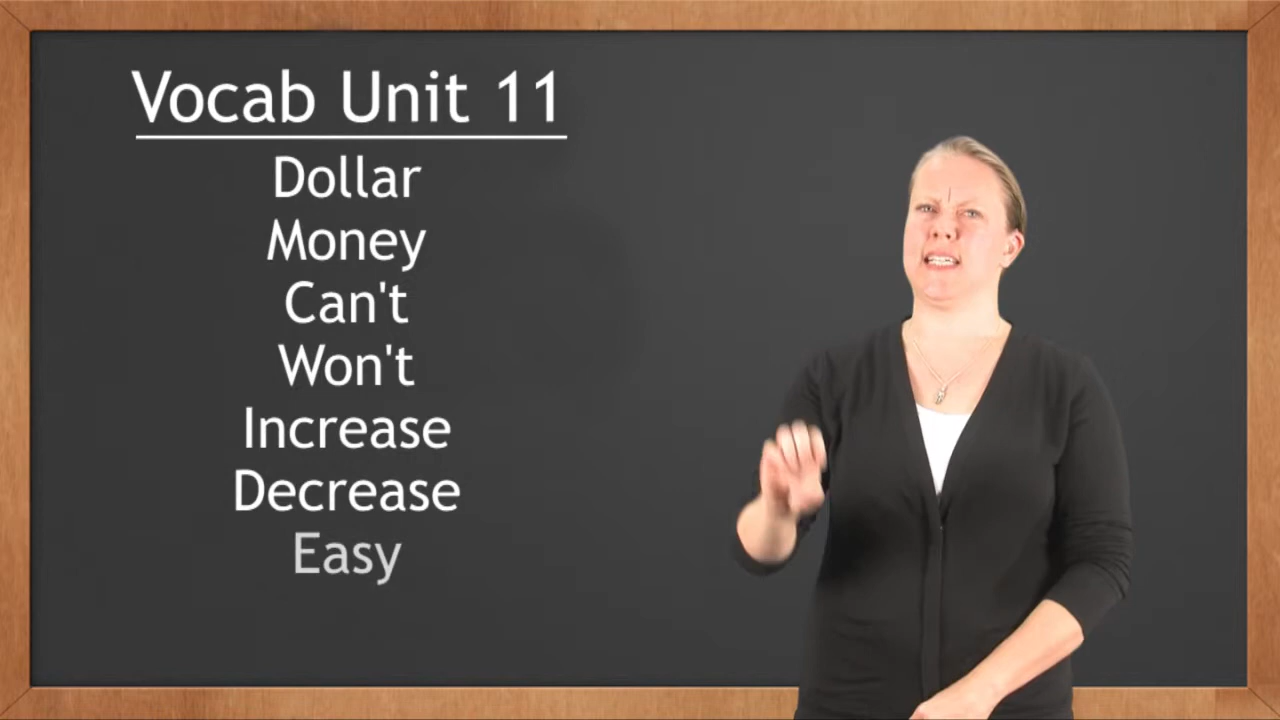 Vocab Unit 11
Dollar
Money
Can't
Won't
Increase
Decrease
Easy